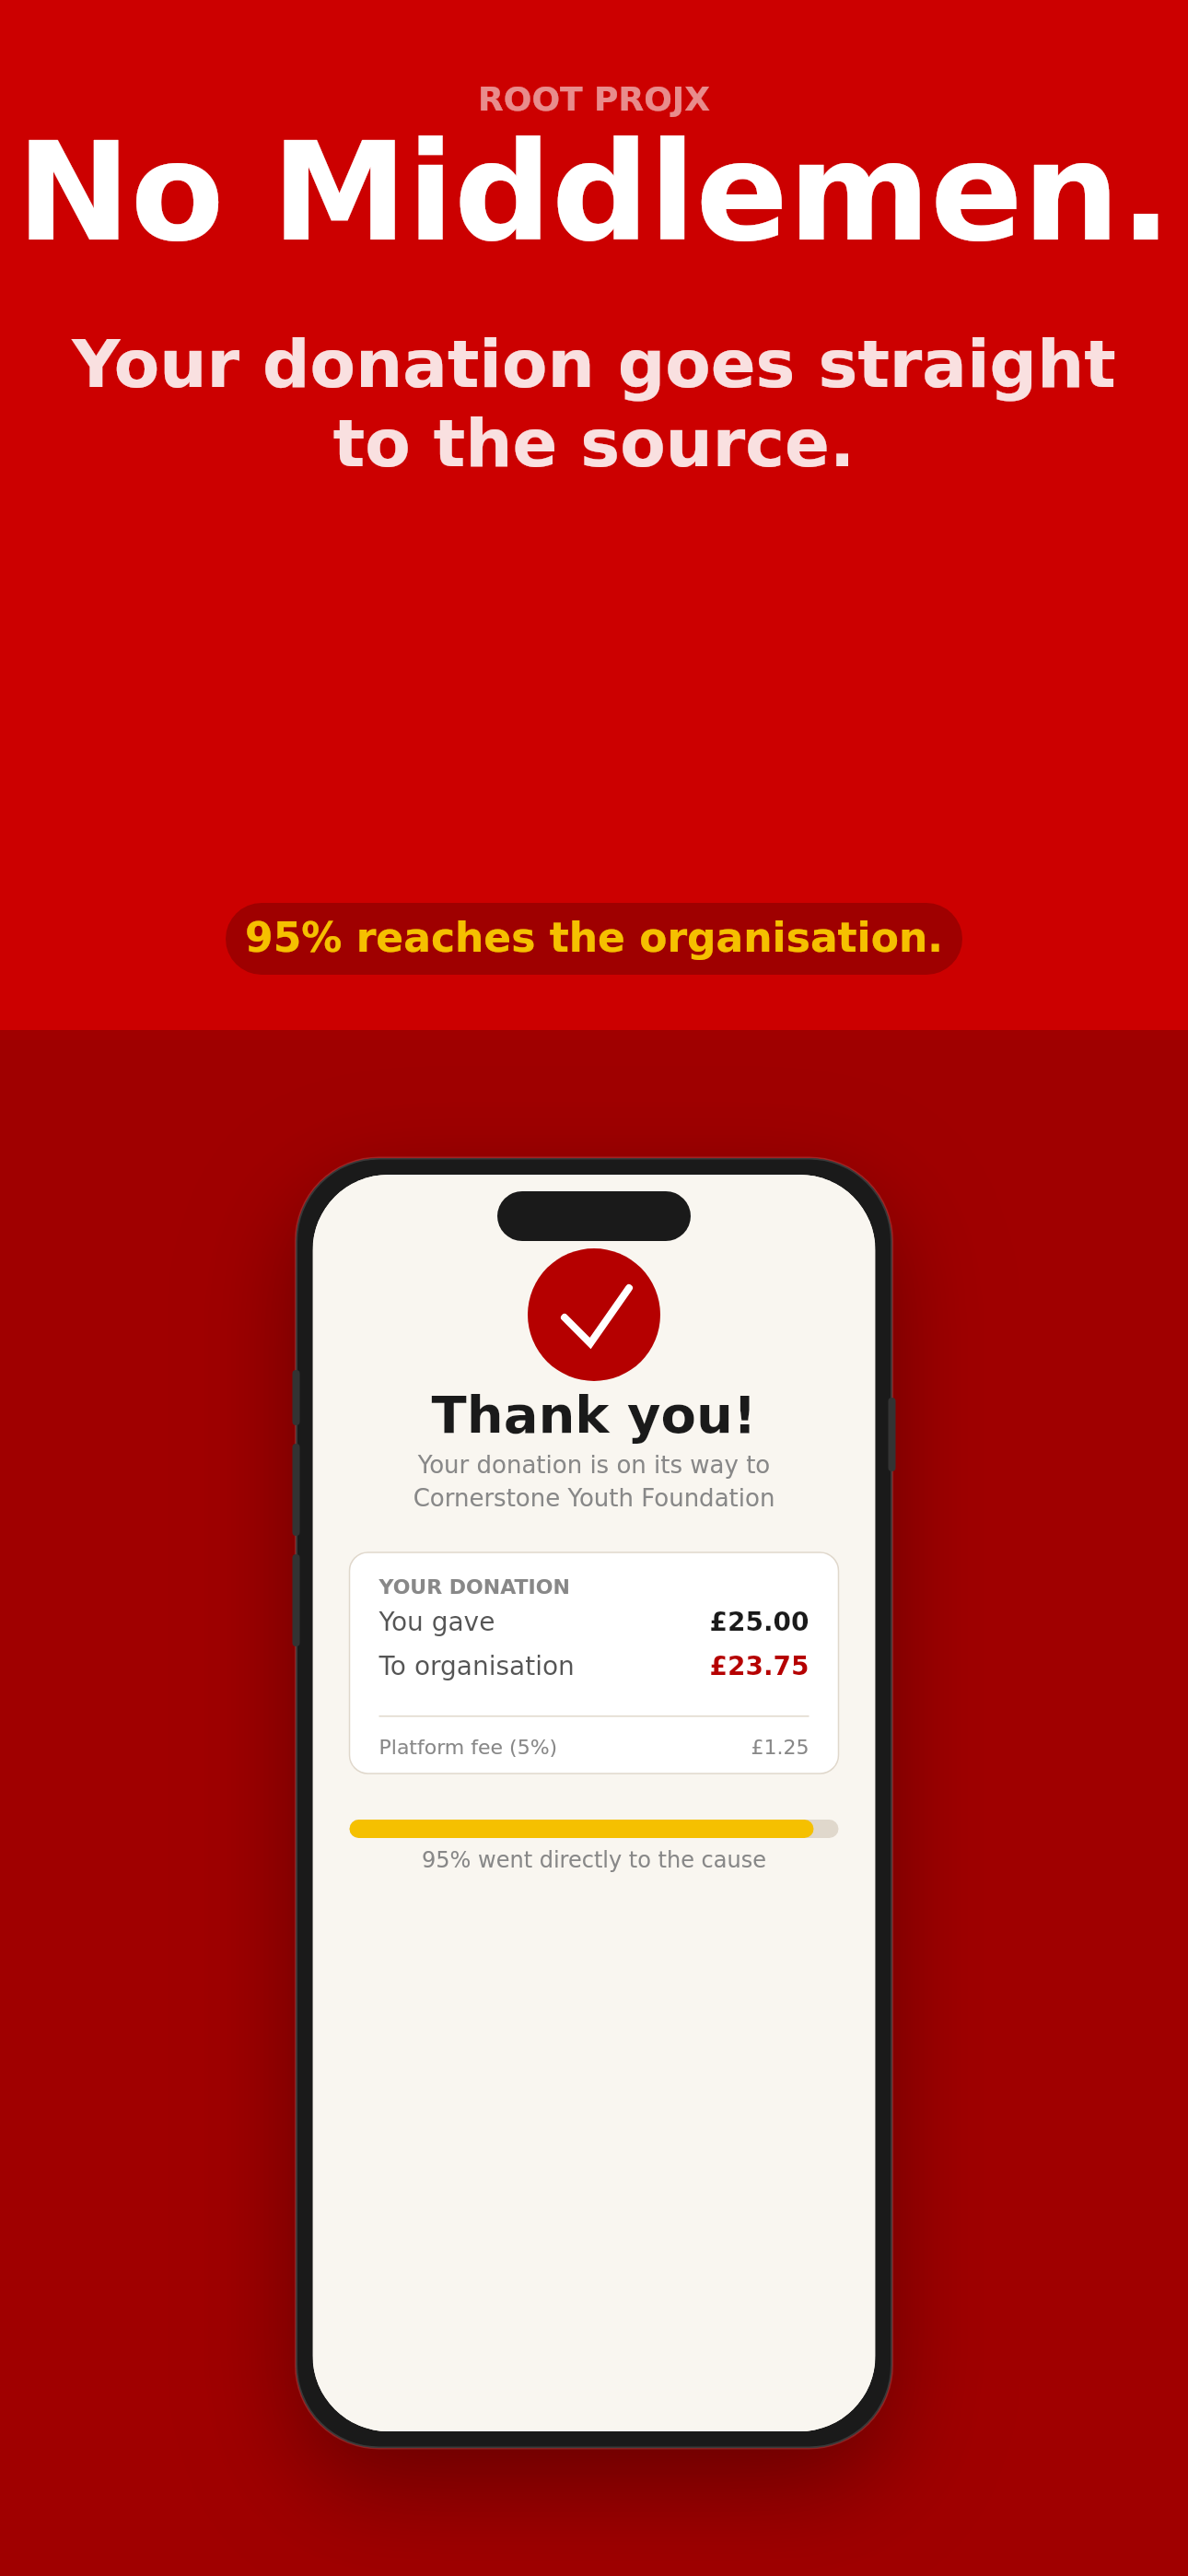 ROOT PROJX
No Middlemen.
Your donation goes straight
to the source.
95% reaches the organisation.
Thank you!
Your donation is on its way to
Cornerstone Youth Foundation
YOUR DONATION
You gave £25.00
To organisation £23.75
Platform fee (5%) £1.25
95% went directly to the cause